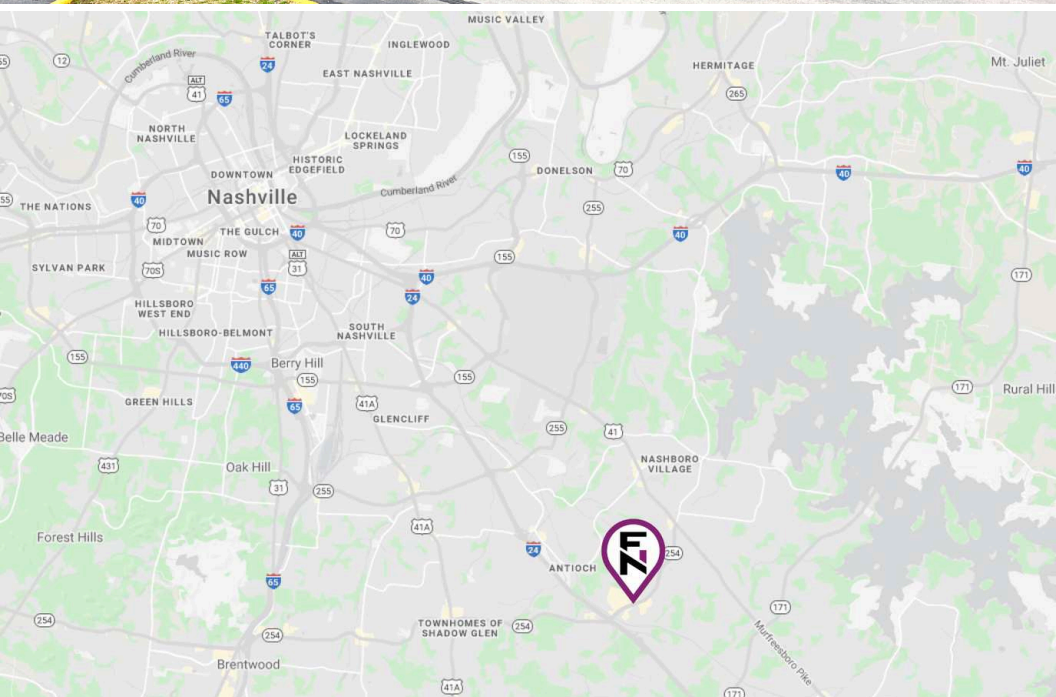 MUSIC VALLEY
TALBOT'S
CORNER
INGLEWOOD
Cumberland River
12
24
EAST NASHVILLE
HERMITAGE
Mt. Juliet
ALT
41
65
265
NORTH
NASHVILLE
LOCKELAND
SPRINGS
155
HISTORIC
EDGEFIELD
DONELSON
70
40
40
DOWNTOWN
Nashville
Cumberland River
40
THE NATIONS
255
70
THE GULCH
40
70
40
MIDTOWN
MUSIC ROW
ALT
31
155
SYLVAN PARK
70S
40
171
65
24
HILLSBORO
WEST END
HILLSBORO-BELMONT
SOUTH
NASHVILLE
155
440
Berry Hill
155
155
171
Rural Hill
GREEN HILLS
65
41A
GLENCLIFF
255
41
Belle Meade
431
Oak Hill
NASHBORO
VILLAGE
31
255
41A
Forest Hills
24
FN
254
ANTIOCH
65
171
254
TOWNHOMES OF
SHADOW GLEN
254
254
Murfreesboro Pike
Brentwood
41A
171